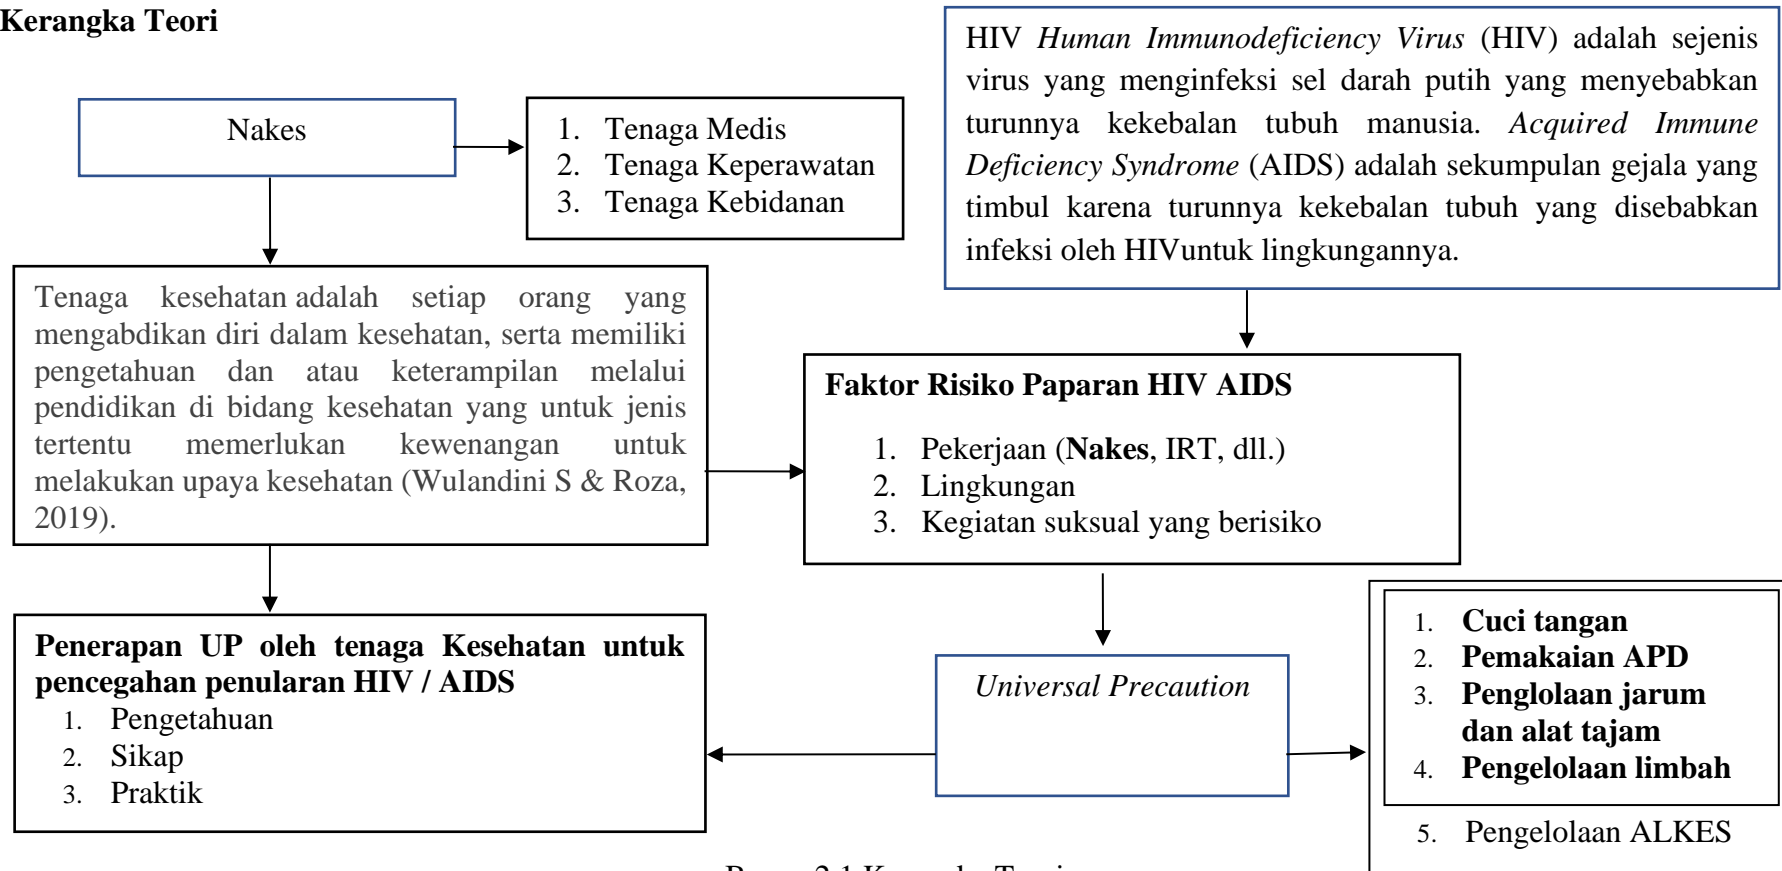 Kerangka Teori
Nakes
1. Tenaga Medis
2. Tenaga Keperawatan
3. Tenaga Kebidanan
HIV Human Immunodeficiency Virus (HIV) adalah sejenis
virus yang menginfeksi sel darah putih yang menyebabkan
turunnya kekebalan tubuh manusia. Acquired Immune
Deficiency Syndrome (AIDS) adalah sekumpulan gejala yang
timbul karena turunnya kekebalan tubuh yang disebabkan
infeksi oleh HIVuntuk lingkungannya.
Tenaga kesehatan adalah setiap orang yang
mengabdikan diri dalam kesehatan, serta memiliki
pengetahuan dan atau keterampilan melalui
pendidikan di bidang kesehatan yang untuk jenis
tertentu memerlukan kewenangan untuk
melakukan upaya kesehatan (Wulandini S & Roza,
2019).
Faktor Risiko Paparan HIV AIDS
1. Pekerjaan (Nakes, IRT, dll.)
2. Lingkungan
3. Kegiatan suksual yang berisiko
Penerapan UP oleh tenaga Kesehatan untuk
pencegahan penularan HIV / AIDS
1. Pengetahuan
2. Sikap
3. Praktik
Universal Precaution
1. Cuci tangan
2. Pemakaian APD
3. Penglolaan jarum
dan alat tajam
4. Pengelolaan limbah
5. Pengelolaan ALKES
2.1 Kerangka Teori